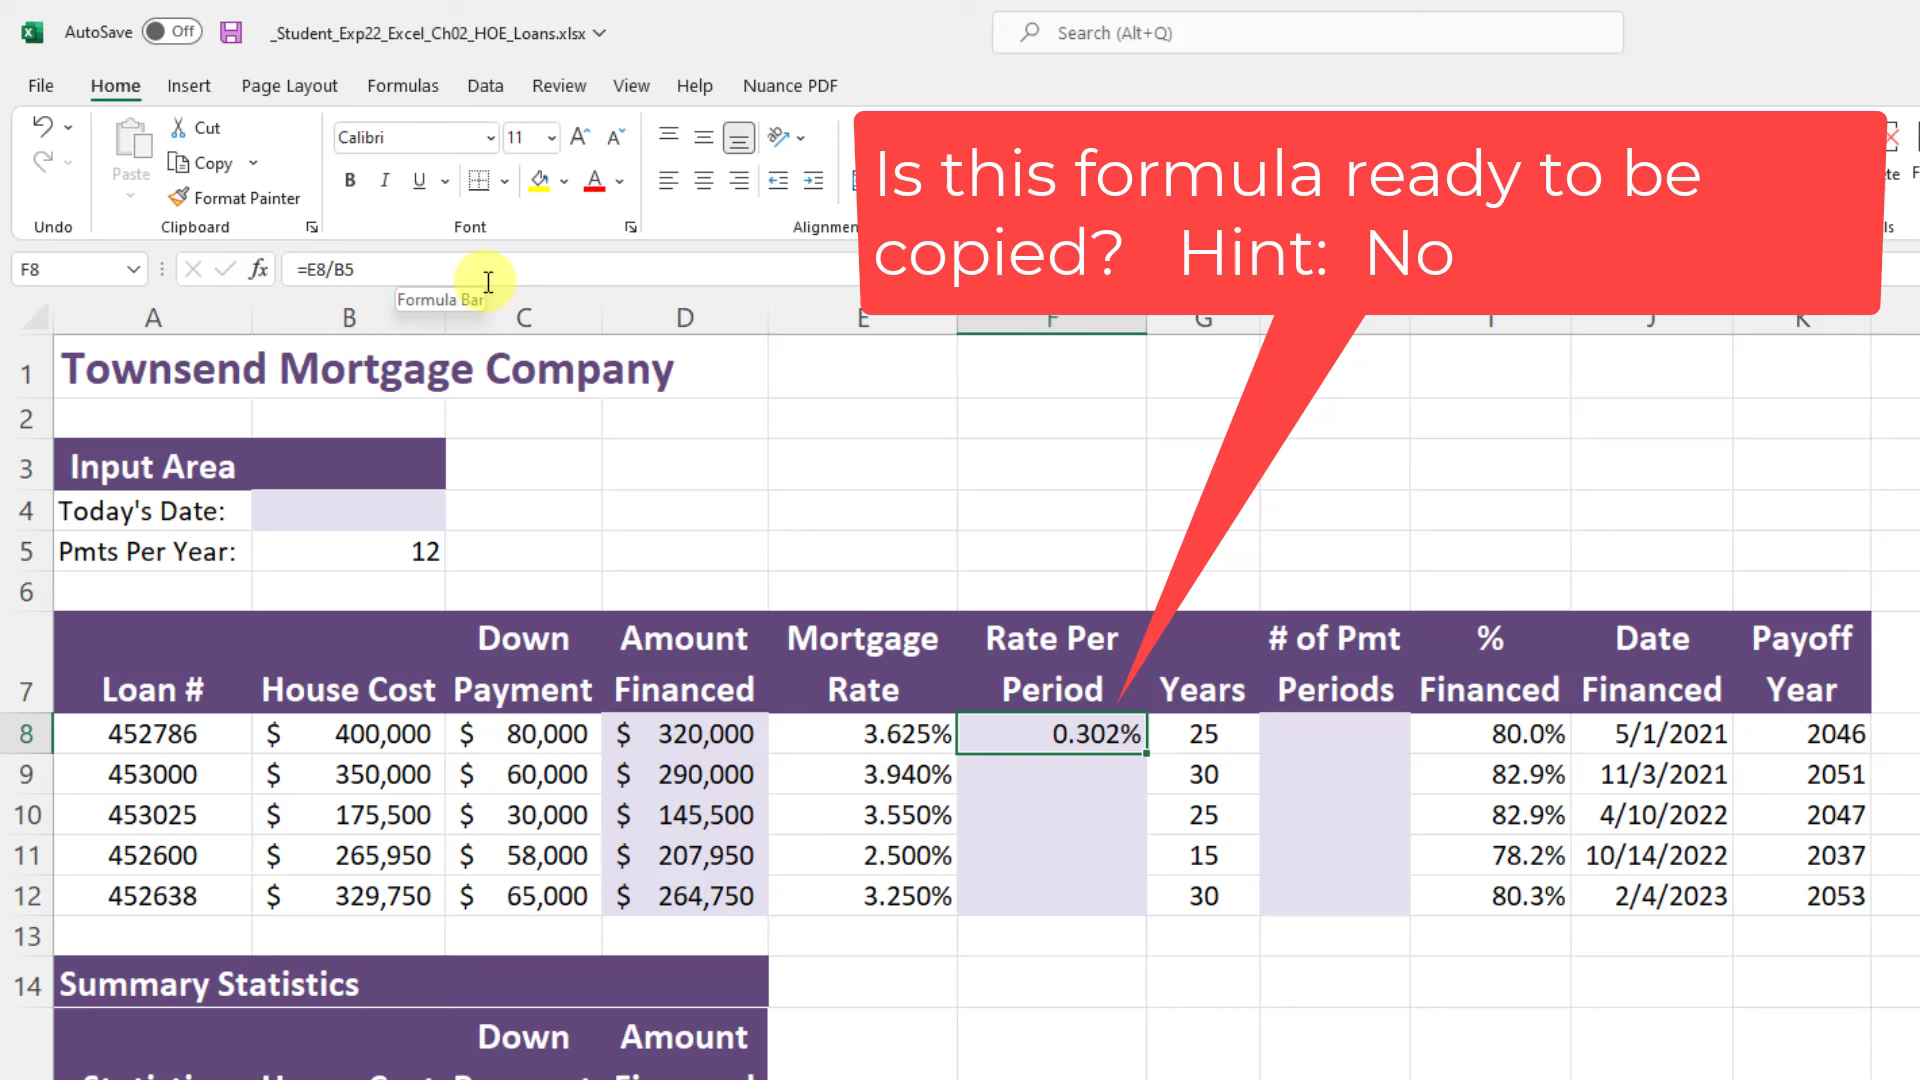 AutoSave Off _Student_Exp22_Excel_Ch02_HOE_Loans.xlsx Search (Alt+Q)
File Home Insert Page Layout Formulas Data Review View Help Nuance PDF
Is this formula ready to be
copied? Hint: No
Paste
Cut
Copy
Format Painter
Calibri 11
B I U
Undo Clipboard Font
F8 fx =E8/B5
Formula Bar
A B C D E F G I J K
1 Townsend Mortgage Company
2
3 Input Area
4 Today's Date:
5 Pmts Per Year: 12
6
Down Amount Mortgage Rate Per # of Pmt % Date Payoff
7 Loan # House Cost Payment Financed Rate Period Years Periods Financed Financed Year
8 452786 $ 400,000 $ 80,000 $ 320,000 3.625% 0.302% 25 80.0% 5/1/2021 2046
9 453000 $ 350,000 $ 60,000 $ 290,000 3.940% 30 82.9% 11/3/2021 2051
10 453025 $ 175,500 $ 30,000 $ 145,500 3.550% 25 82.9% 4/10/2022 2047
11 452600 $ 265,950 $ 58,000 $ 207,950 2.500% 15 78.2% 10/14/2022 2037
12 452638 $ 329,750 $ 65,000 $ 264,750 3.250% 30 80.3% 2/4/2023 2053
13
14 Summary Statistics
Down Amount